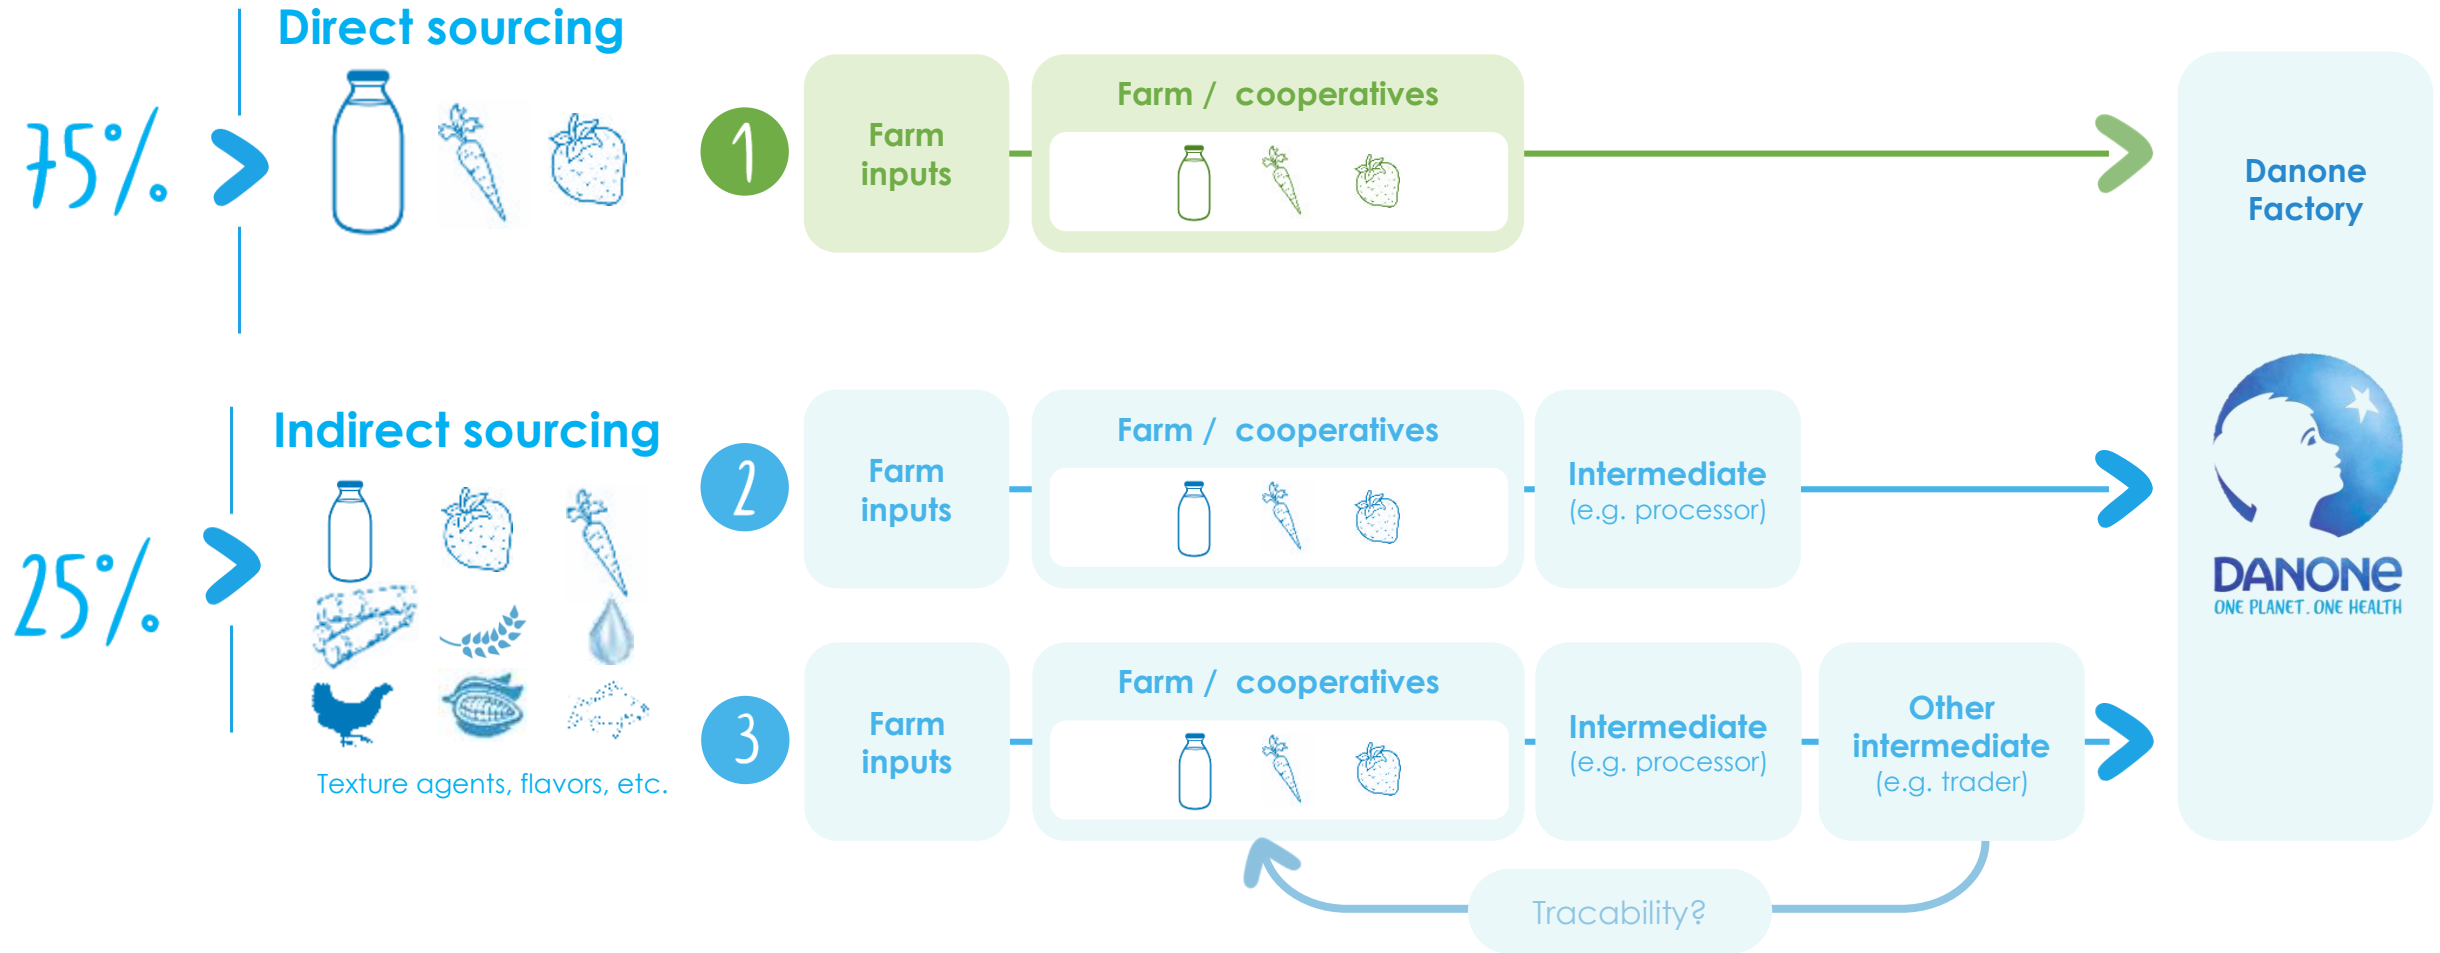 Direct sourcing
75%
1
Farm
inputs
Farm / cooperatives
Danone
Factory
Indirect sourcing
25%
Texture agents, flavors, etc.
2
Farm
inputs
Farm / cooperatives
Intermediate
(e.g. processor)
3
Farm
inputs
Farm / cooperatives
Intermediate
(e.g. processor)
Other
intermediate
(e.g. trader)
Tracability?
DANONE
ONE PLANET. ONE HEALTH